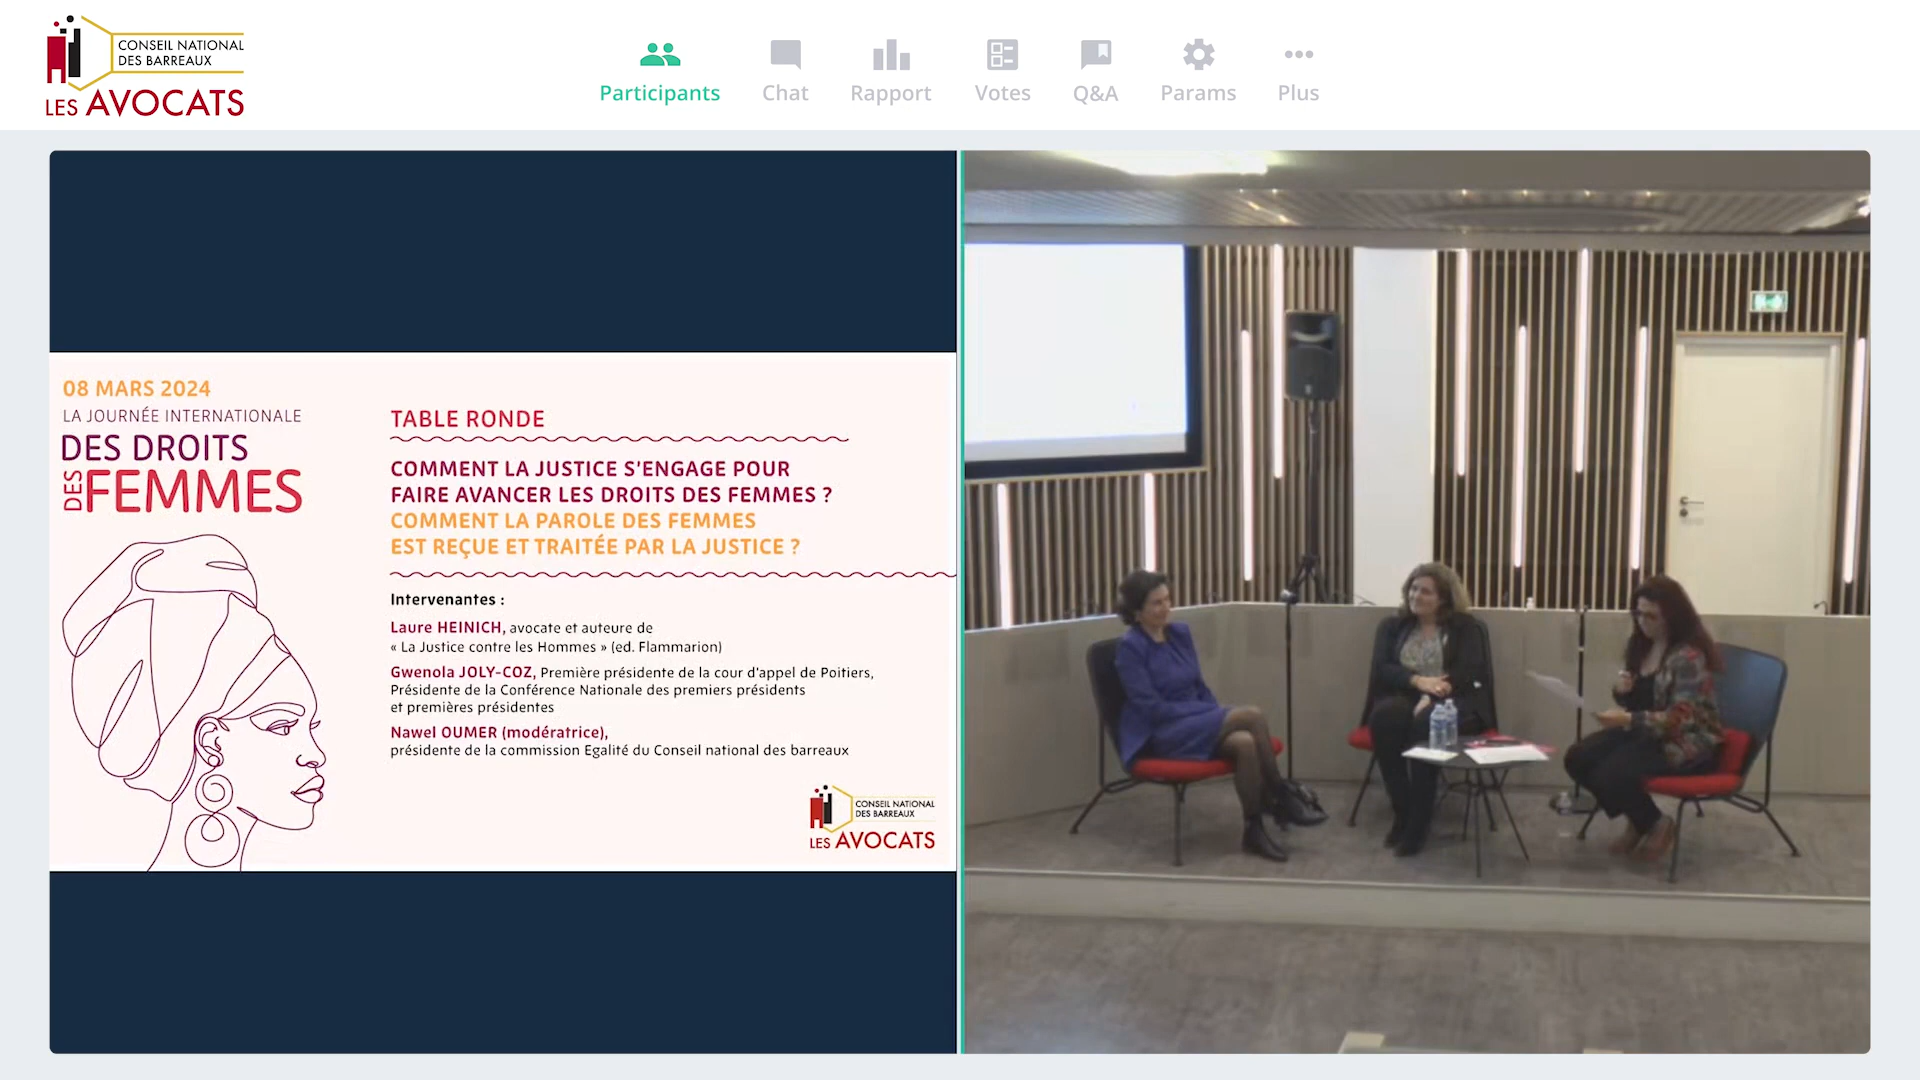 CONSEIL NATIONAL
DES BARREAUX
LES AVOCATS
Participants
Chat
Rapport
Votes
Q&A
Params
Plus
08 MARS 2024
LA JOURNÉE INTERNATIONALE
DES DROITS
DES FEMMES
TABLE RONDE
COMMENT LA JUSTICE S'ENGAGE POUR
FAIRE AVANCER LES DROITS DES FEMMES ?
COMMENT LA PAROLE DES FEMMES
EST REÇUE ET TRAITÉE PAR LA JUSTICE ?
Intervenantes :
Laure HEINICH, avocate et auteure de
« La Justice contre les Hommes » (ed. Flammarion)
Gwenola JOLY-COZ, Première présidente de la cour d'appel de Poitiers,
Présidente de la Conférence Nationale des premiers présidents
et premières présidentes
Nawel OUMER (modératrice),
présidente de la commission Egalité du Conseil national des barreaux
CONSEIL NATIONAL
DES BARREAUX
LES AVOCATS